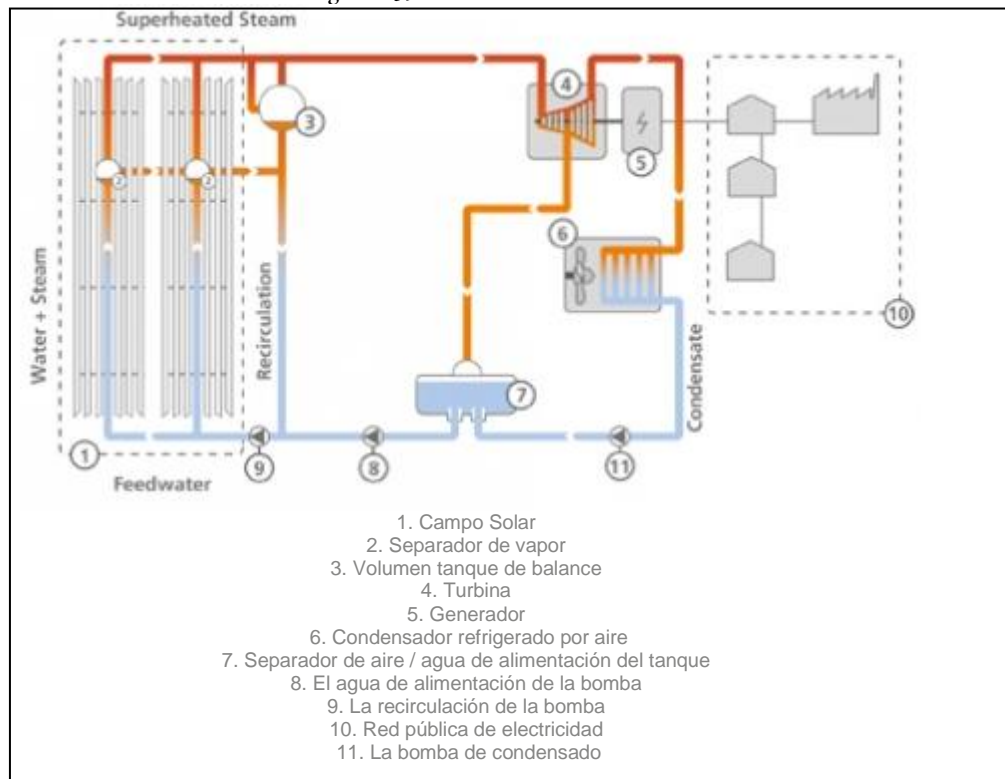 Superheated Steam
4
3
5
2
2
6
Water + Steam
Recirculation
10
Condensate
7
1
9
8
11
Feedwater
1. Campo Solar
2. Separador de vapor
3. Volumen tanque de balance
4. Turbina
5. Generador
6. Condensador refrigerado por aire
7. Separador de aire / agua de alimentación del tanque
8. El agua de alimentación de la bomba
9. La recirculación de la bomba
10. Red pública de electricidad
11. La bomba de condensado